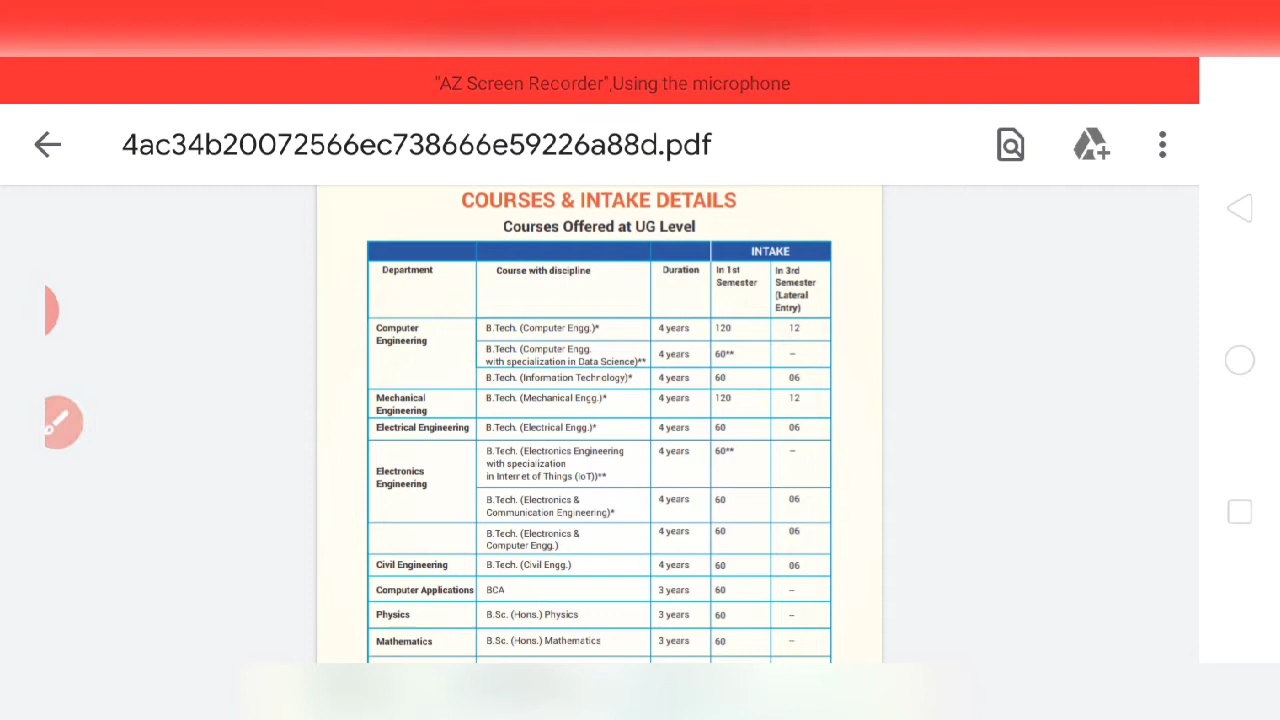 "AZ Screen Recorder",Using the microphone
4ac34b20072566ec738666e59226a88d.pdf
COURSES & INTAKE DETAILS
Courses Offered at UG Level
INTAKE
Department Course with discipline Duration In 1st Semester In 3rd Semester (Lateral Entry)
Computer Engineering B.Tech. (Computer Engg.)* 4 years 120 12
B.Tech. (Computer Engg. with specialization in Data Science)** 4 years 60** –
B.Tech. (Information Technology)* 4 years 60 06
Mechanical Engineering B.Tech. (Mechanical Engg.)* 4 years 120 12
Electrical Engineering B.Tech. (Electrical Engg.)* 4 years 60 06
Electronics Engineering B.Tech. (Electronics Engineering with specialization in Internet of Things (IoT))** 4 years 60** –
B.Tech. (Electronics & Communication Engineering)* 4 years 60 06
B.Tech. (Electronics & Computer Engg.) 4 years 60 06
Civil Engineering B.Tech. (Civil Engg.) 4 years 60 06
Computer Applications BCA 3 years 60 –
Physics B.Sc. (Hons.) Physics 3 years 60 –
Mathematics B.Sc. (Hons.) Mathematics 3 years 60 –